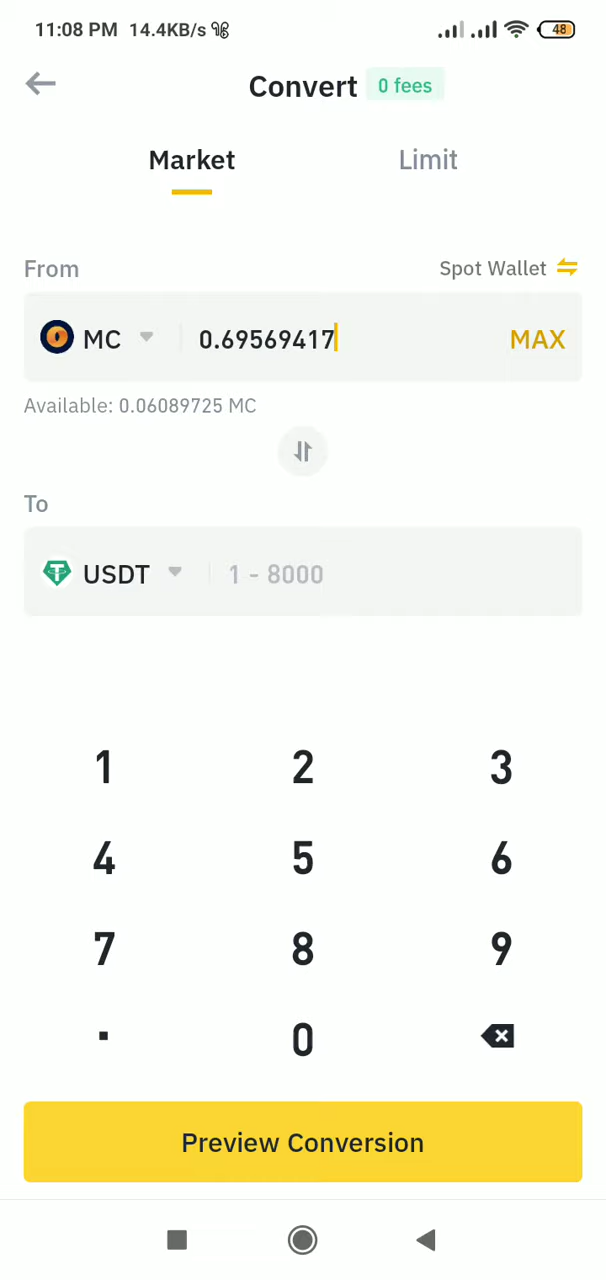 11:08 PM 14.4KB/s 48
Convert 0 fees
Market Limit
From Spot Wallet
MC 0.69569417 MAX
Available: 0.06089725 MC
To
USDT 1 - 8000
1 2 3
4 5 6
7 8 9
. 0
Preview Conversion